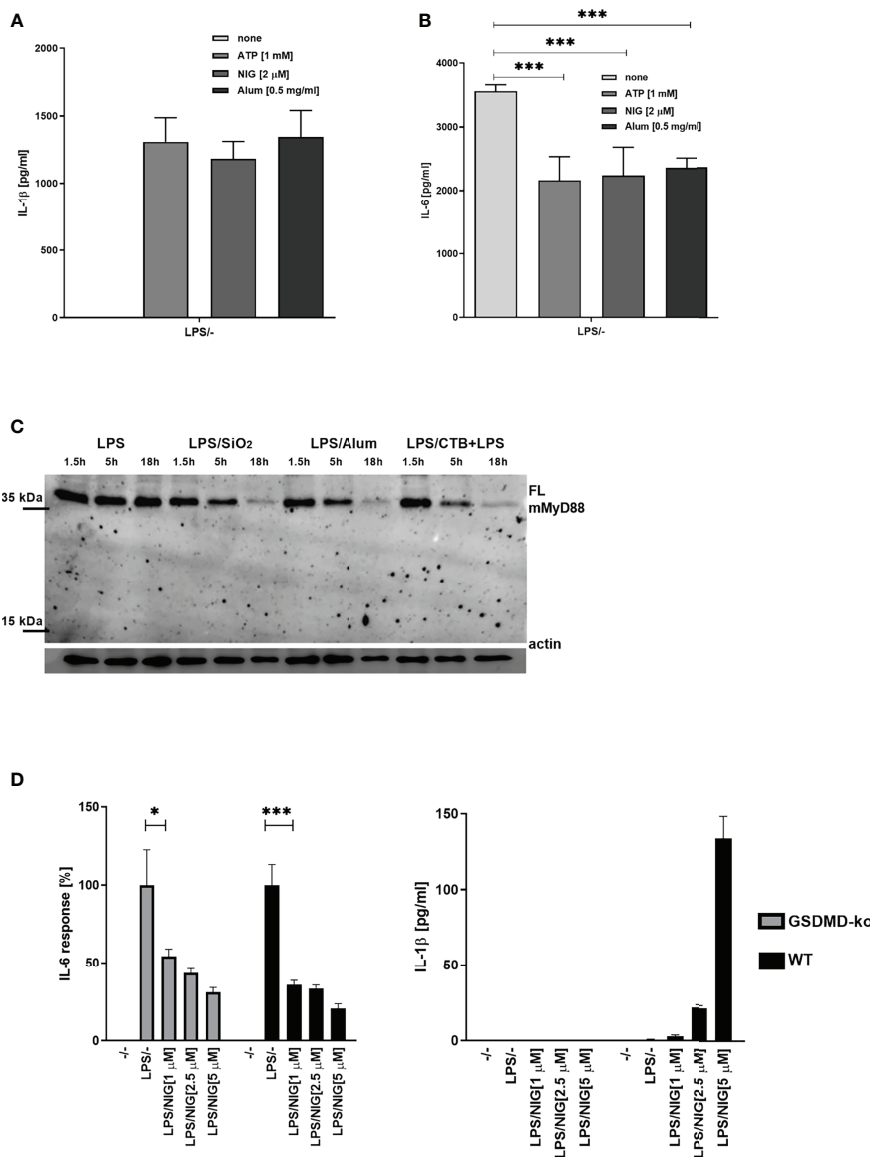 A
none
ATP [1 mM]
NIG [2 μM]
Alum [0.5 mg/ml]
2000
1500
1000
500
0
IL-1β [pg/ml]
LPS/-
B
***
***
***
none
ATP [1 mM]
NIG [2 μM]
Alum [0.5 mg/ml]
4000
3000
2000
1000
0
IL-6 [pg/ml]
LPS/-
C
LPS LPS/SiO2 LPS/Alum LPS/CTB+LPS
1.5h 5h 18h 1.5h 5h 18h 1.5h 5h 18h 1.5h 5h 18h
35 kDa
FL
mMyD88
15 kDa
actin
D
150
100
50
0
IL-6 response [%]
*
***
-/-
LPS/-
LPS/NIG[1 μM]
LPS/NIG[2.5 μM]
LPS/NIG[5 μM]
-/-
LPS/-
LPS/NIG[1 μM]
LPS/NIG[2.5 μM]
LPS/NIG[5 μM]
150
100
50
0
IL-1β [pg/ml]
-/-
LPS/-
LPS/NIG[1 μM]
LPS/NIG[2.5 μM]
LPS/NIG[5 μM]
-/-
LPS/-
LPS/NIG[1 μM]
LPS/NIG[2.5 μM]
LPS/NIG[5 μM]
GSDMD-ko
WT